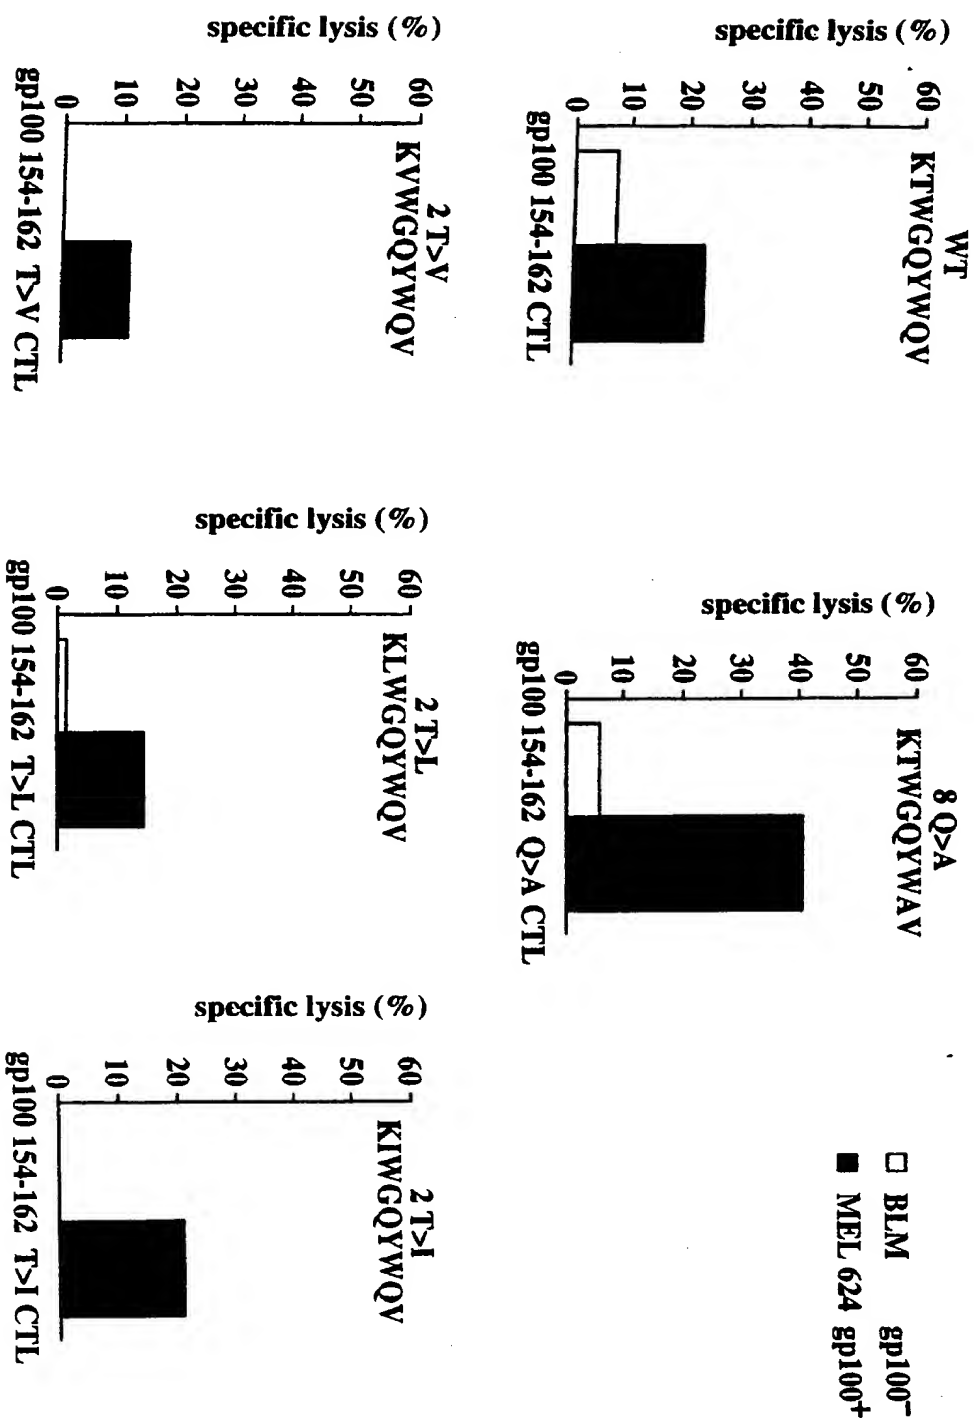 WT
KTWGQYWQV
specific lysis (%)
60
50
40
30
20
10
0
gp100 154-162 CTL
8 Q>A
KTWGQYWAV
specific lysis (%)
60
50
40
30
20
10
0
gp100 154-162 Q>A CTL
BLM gp100-
MEL 624 gp100+
2 T>V
KVWGQYWQV
specific lysis (%)
60
50
40
30
20
10
0
gp100 154-162 T>V CTL
2 T>L
KLWGQYWQV
specific lysis (%)
60
50
40
30
20
10
0
gp100 154-162 T>L CTL
2 T>I
KIWGQYWQV
specific lysis (%)
60
50
40
30
20
10
0
gp100 154-162 T>I CTL